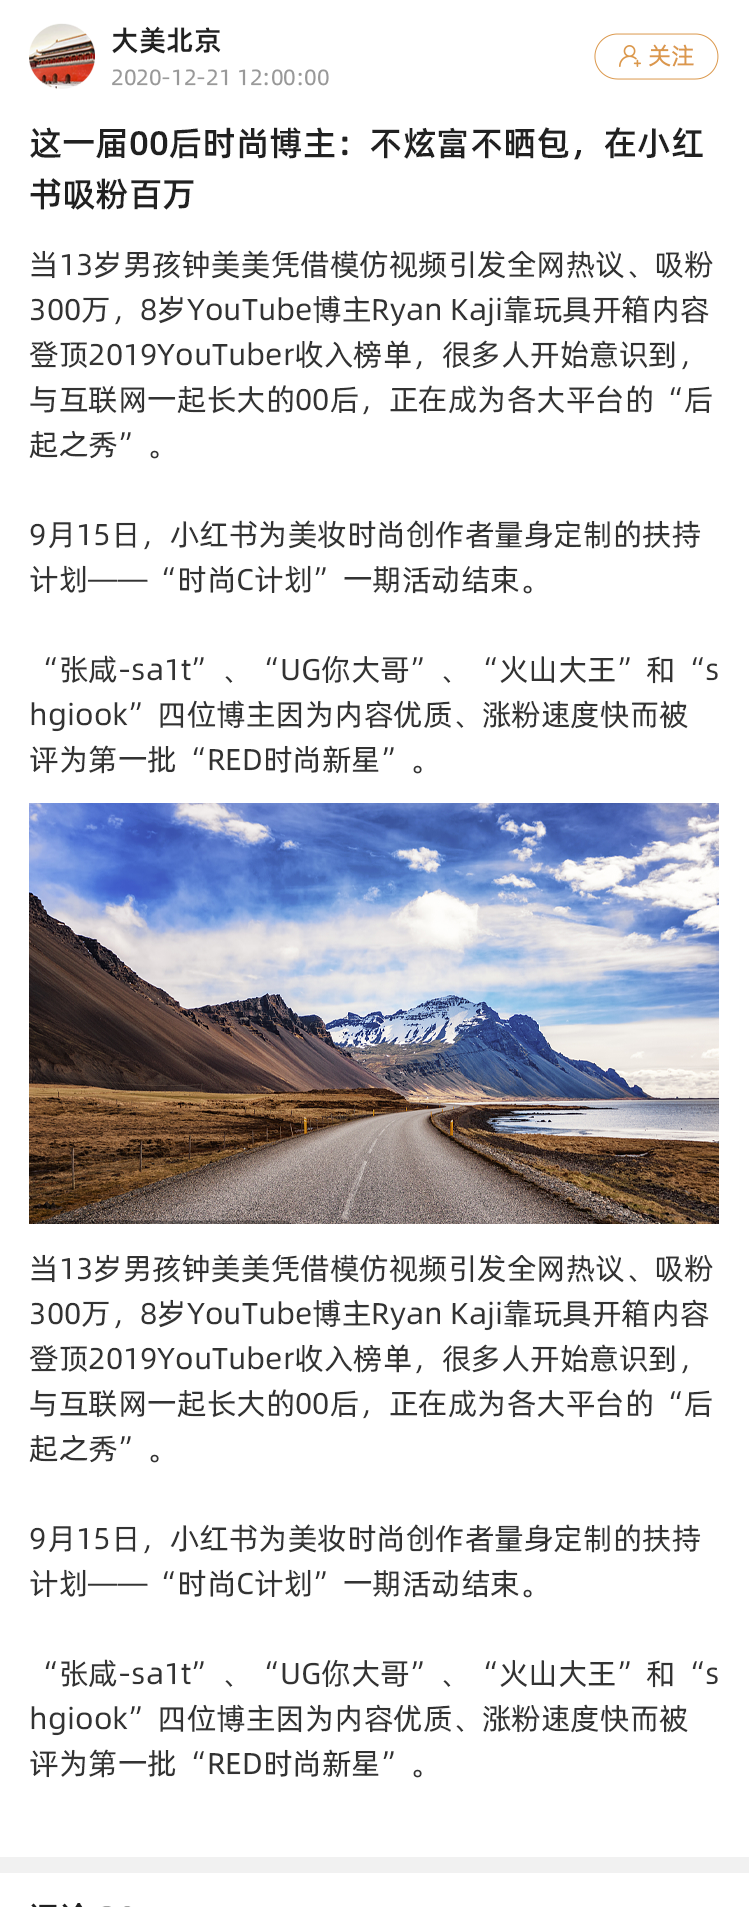 大美北京
2020-12-21 12:00:00
关注
这一届00后时尚博主：不炫富不晒包，在小红
书吸粉百万
当13岁男孩钟美美凭借模仿视频引发全网热议、吸粉
300万，8岁YouTube博主Ryan Kaji靠玩具开箱内容
登顶2019YouTuber收入榜单，很多人开始意识到，
与互联网一起长大的00后，正在成为各大平台的“后
起之秀”。
9月15日，小红书为美妆时尚创作者量身定制的扶持
计划——“时尚C计划”一期活动结束。
“张咸-sa1t”、“UG你大哥”、“火山大王”和“s
hgiook”四位博主因为内容优质、涨粉速度快而被
评为第一批“RED时尚新星”。
当13岁男孩钟美美凭借模仿视频引发全网热议、吸粉
300万，8岁YouTube博主Ryan Kaji靠玩具开箱内容
登顶2019YouTuber收入榜单，很多人开始意识到，
与互联网一起长大的00后，正在成为各大平台的“后
起之秀”。
9月15日，小红书为美妆时尚创作者量身定制的扶持
计划——“时尚C计划”一期活动结束。
“张咸-sa1t”、“UG你大哥”、“火山大王”和“s
hgiook”四位博主因为内容优质、涨粉速度快而被
评为第一批“RED时尚新星”。